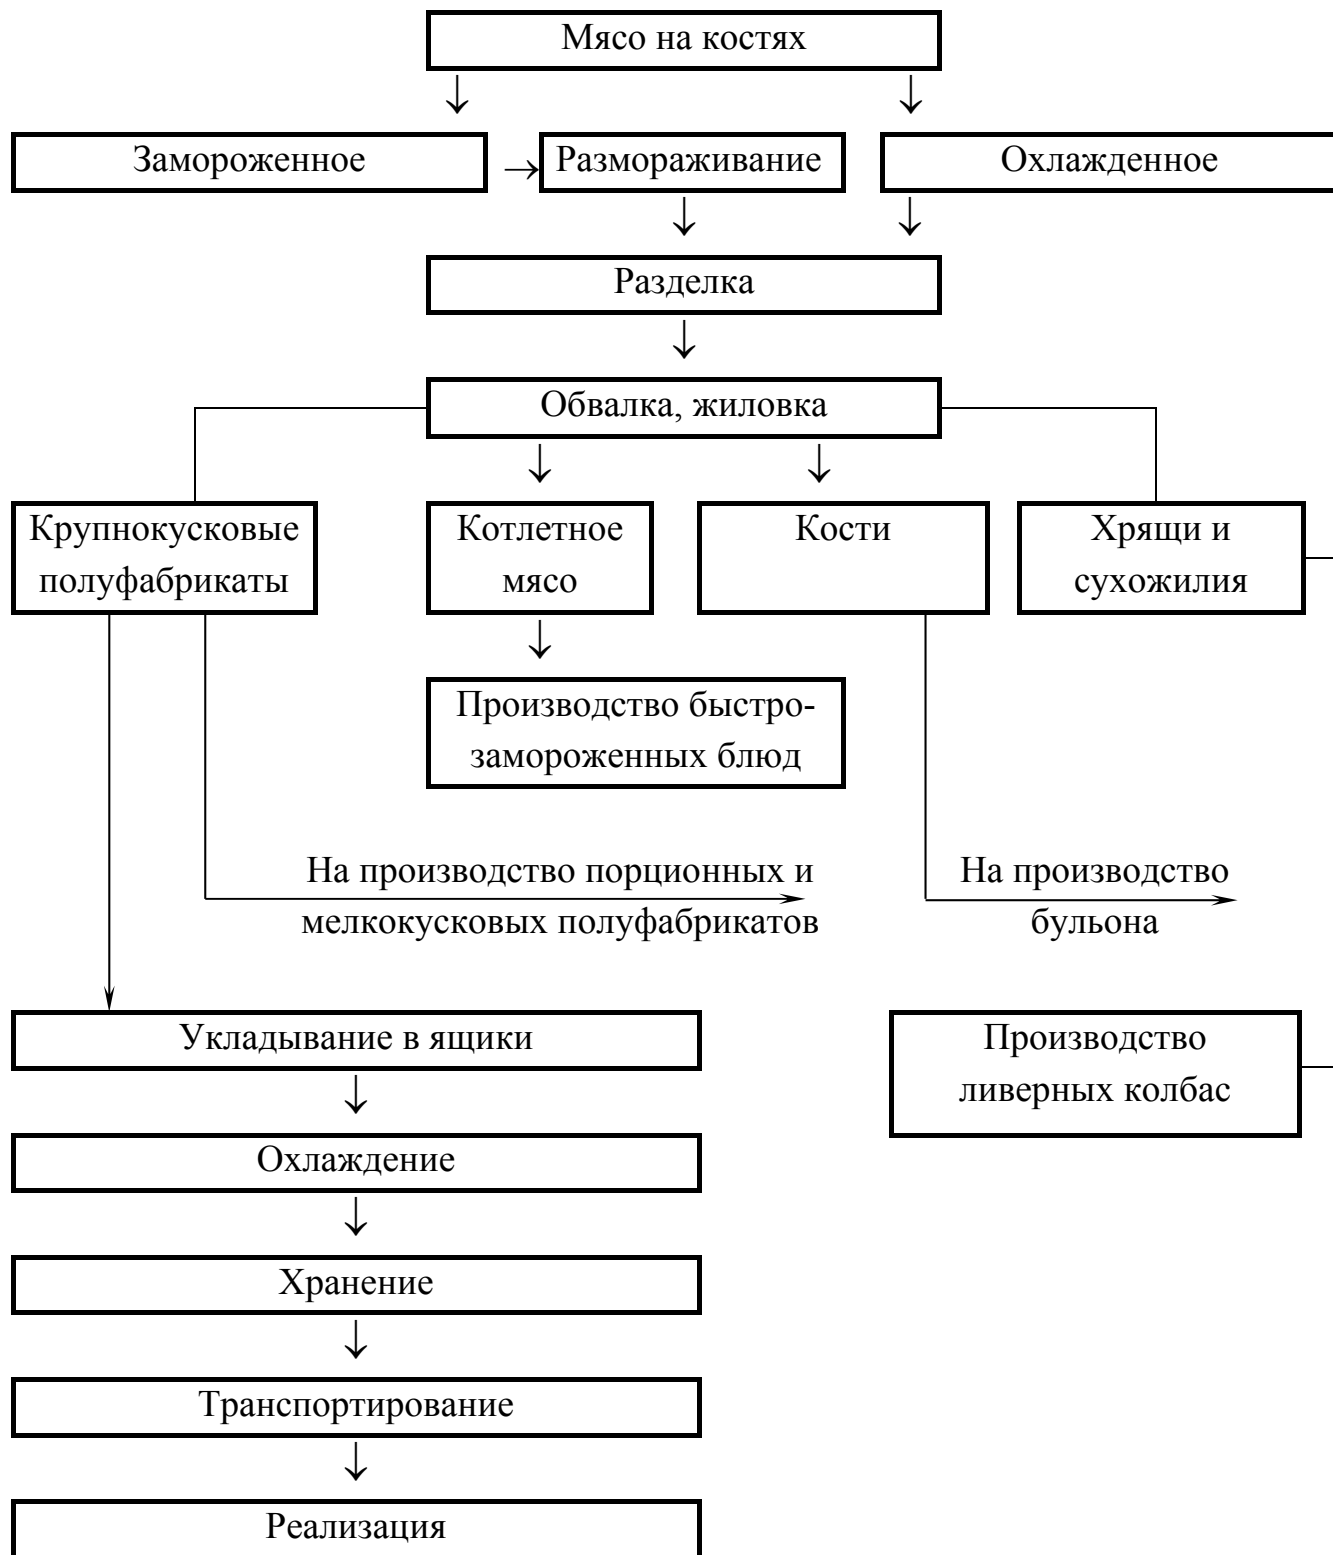 Мясо на костях
Замороженное
Размораживание
Охлажденное
Разделка
Обвалка, жиловка
Крупнокусковые
полуфабрикаты
Котлетное
мясо
Кости
Хрящи и
сухожилия
Производство быстро-
замороженных блюд
На производство порционных и
мелкокусковых полуфабрикатов
На производство
бульона
Укладывание в ящики
Производство
ливерных колбас
Охлаждение
Хранение
Транспортирование
Реализация